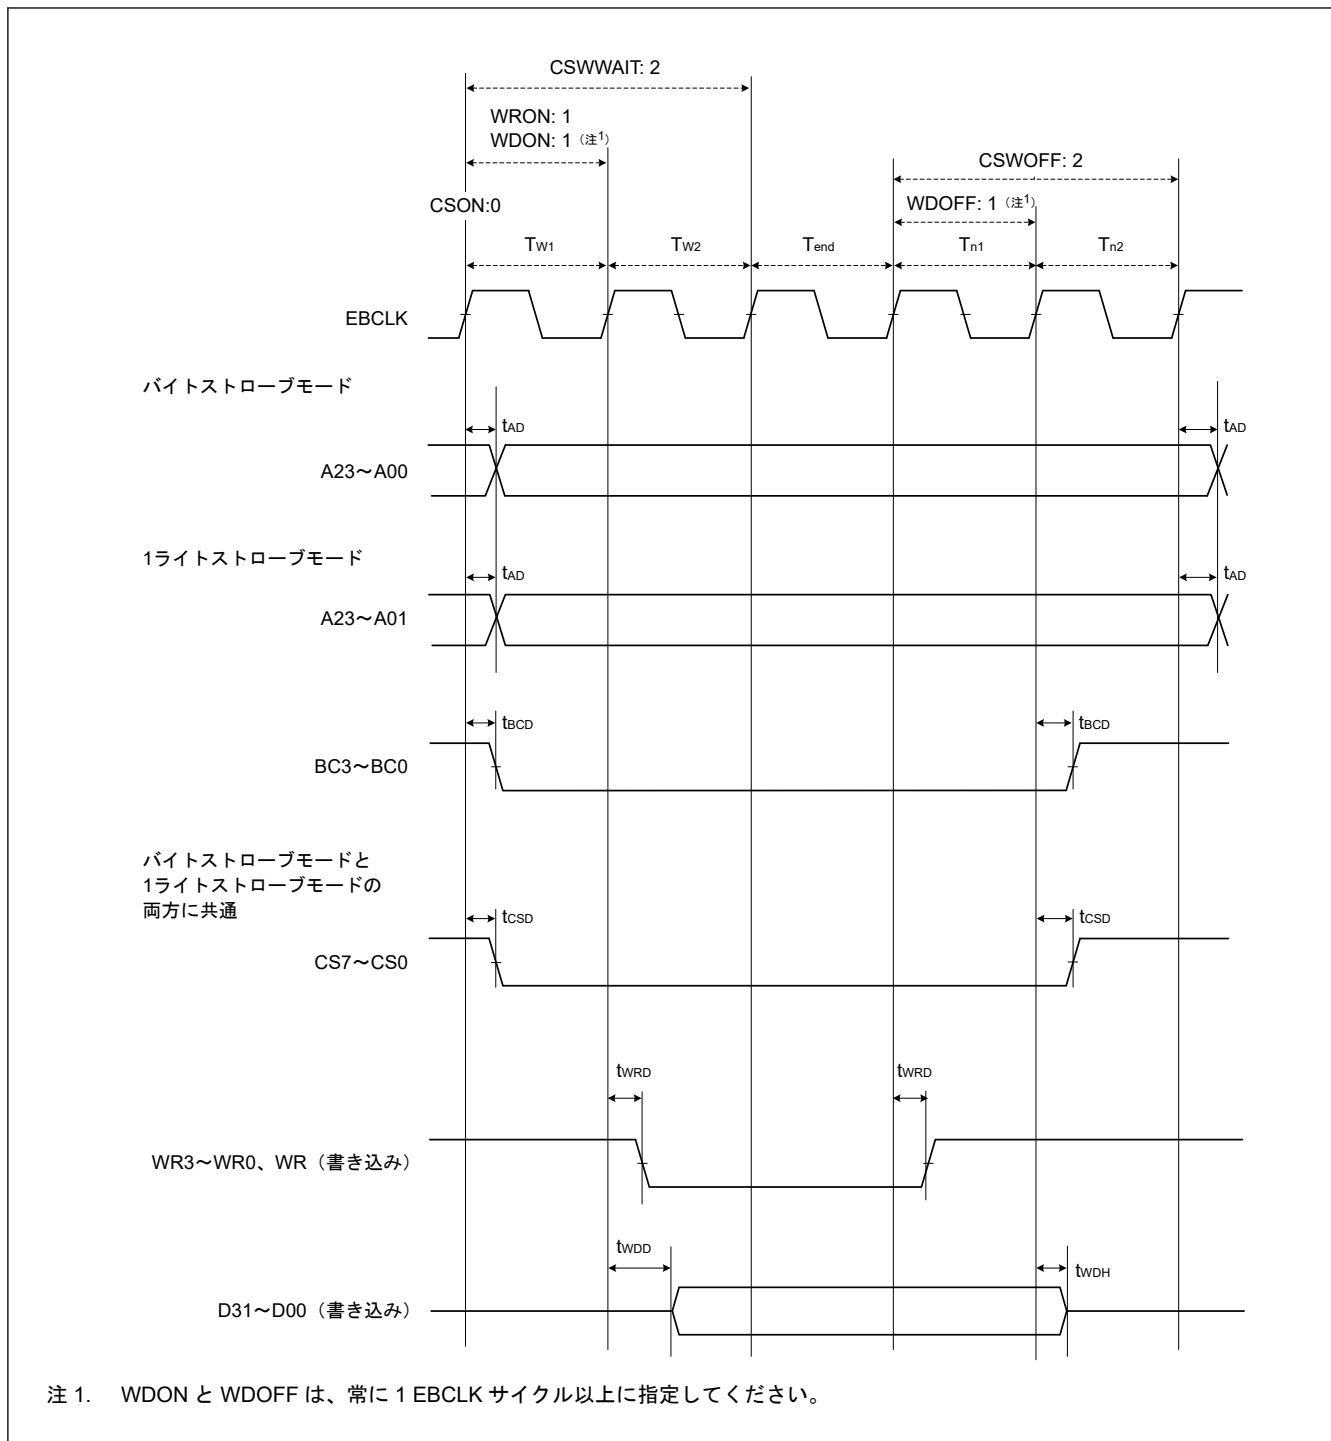 CSWWAIT: 2
WRON: 1
WDON: 1（注1）
CSWOFF: 2
WDOFF: 1（注1）
CSON:0
TW1
TW2
Tend
Tn1
Tn2
EBCLK
バイトストローブモード
tAD
tAD
A23～A00
1ライトストローブモード
tAD
tAD
A23～A01
tBCD
tBCD
BC3～BC0
バイトストローブモードと
1ライトストローブモードの
両方に共通
tCSD
tCSD
CS7～CS0
tWRD
tWRD
WR3～WR0、WR（書き込み）
tWDD
tWDH
D31～D00（書き込み）
注 1. WDON と WDOFF は、常に 1 EBCLK サイクル以上に指定してください。